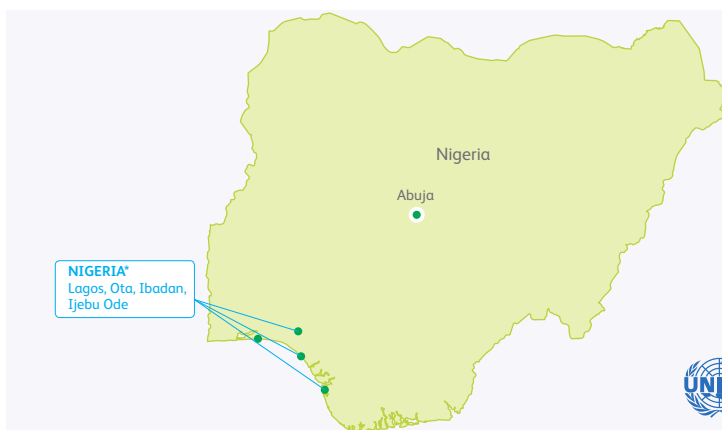 Nigeria
Abuja
NIGERIA*
Lagos, Ota, Ibadan,
Ijebu Ode